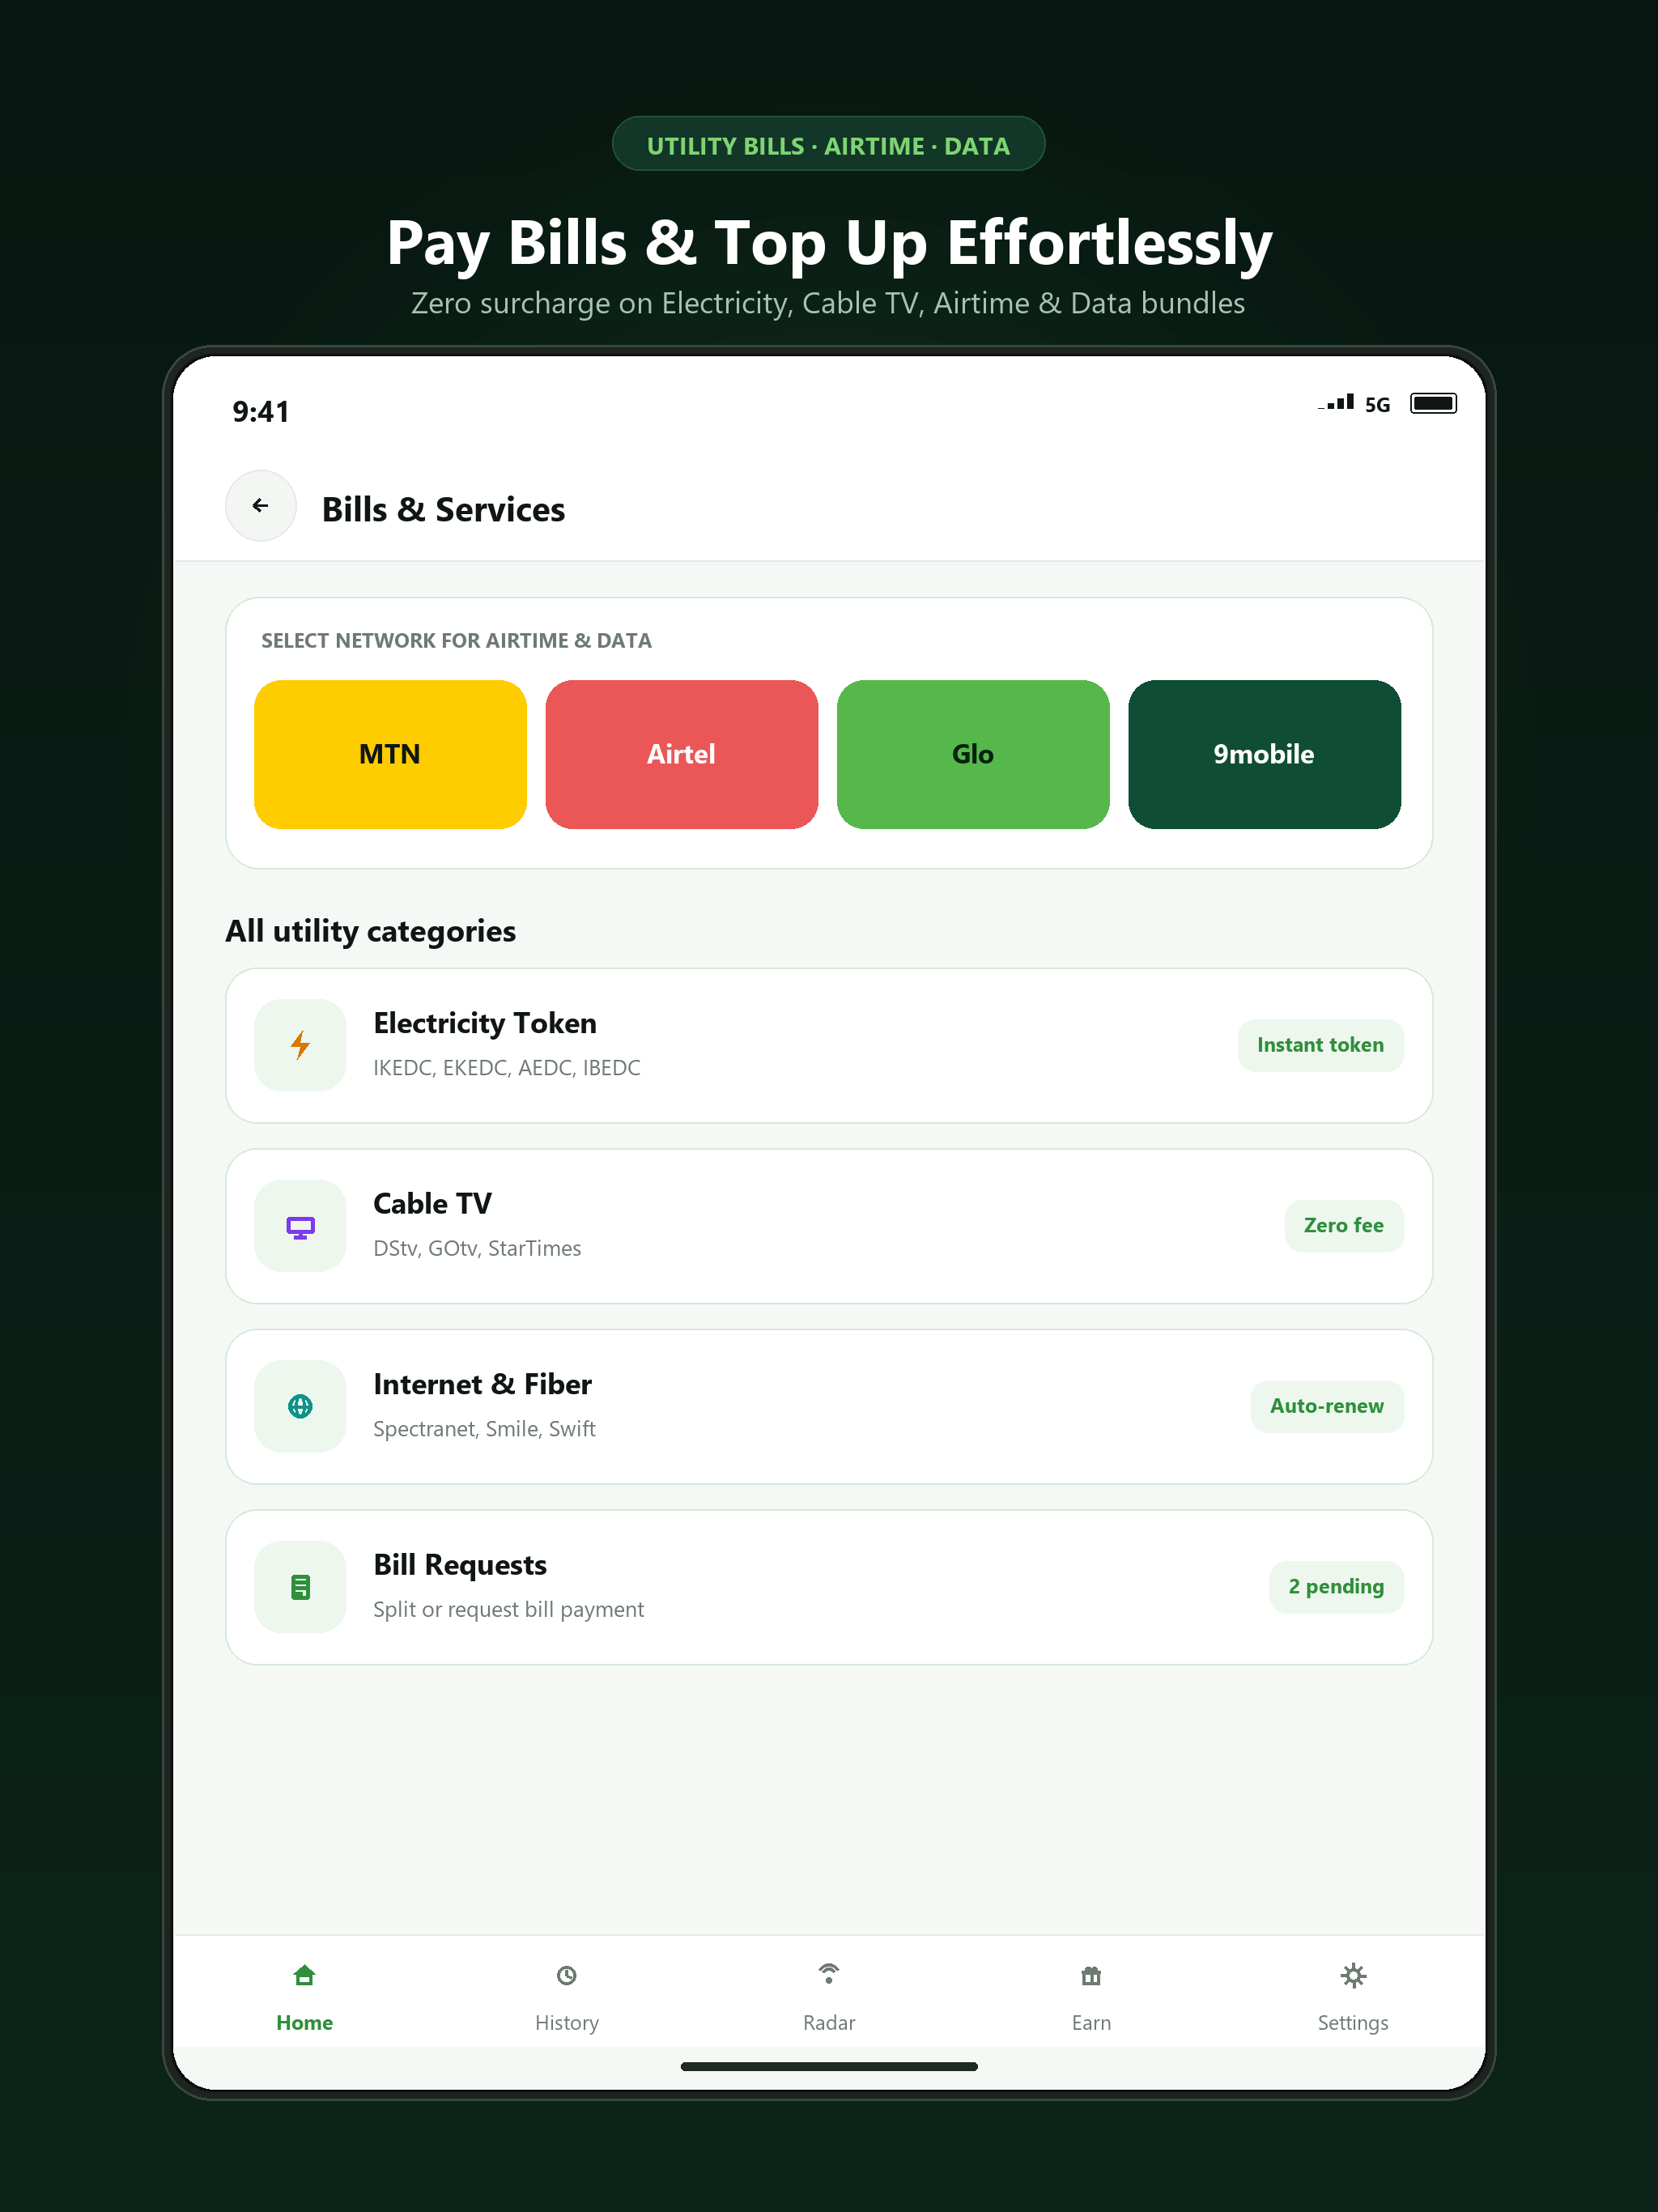 UTILITY BILLS · AIRTIME · DATA
Pay Bills & Top Up Effortlessly
Zero surcharge on Electricity, Cable TV, Airtime & Data bundles
9:41
5G
Bills & Services
SELECT NETWORK FOR AIRTIME & DATA
MTN
Airtel
Glo
9mobile
All utility categories
Electricity Token
IKEDC, EKEDC, AEDC, IBEDC
Instant token
Cable TV
DStv, GOtv, StarTimes
Zero fee
Internet & Fiber
Spectranet, Smile, Swift
Auto-renew
Bill Requests
Split or request bill payment
2 pending
Home
History
Radar
Earn
Settings